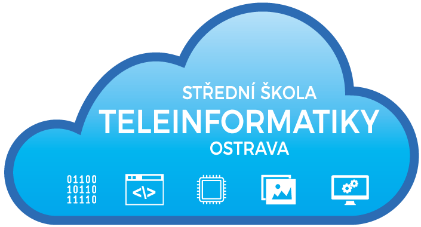 STŘEDNÍ ŠKOLA
TELEINFORMATIKY
OSTRAVA
01100
10110
11110
</>